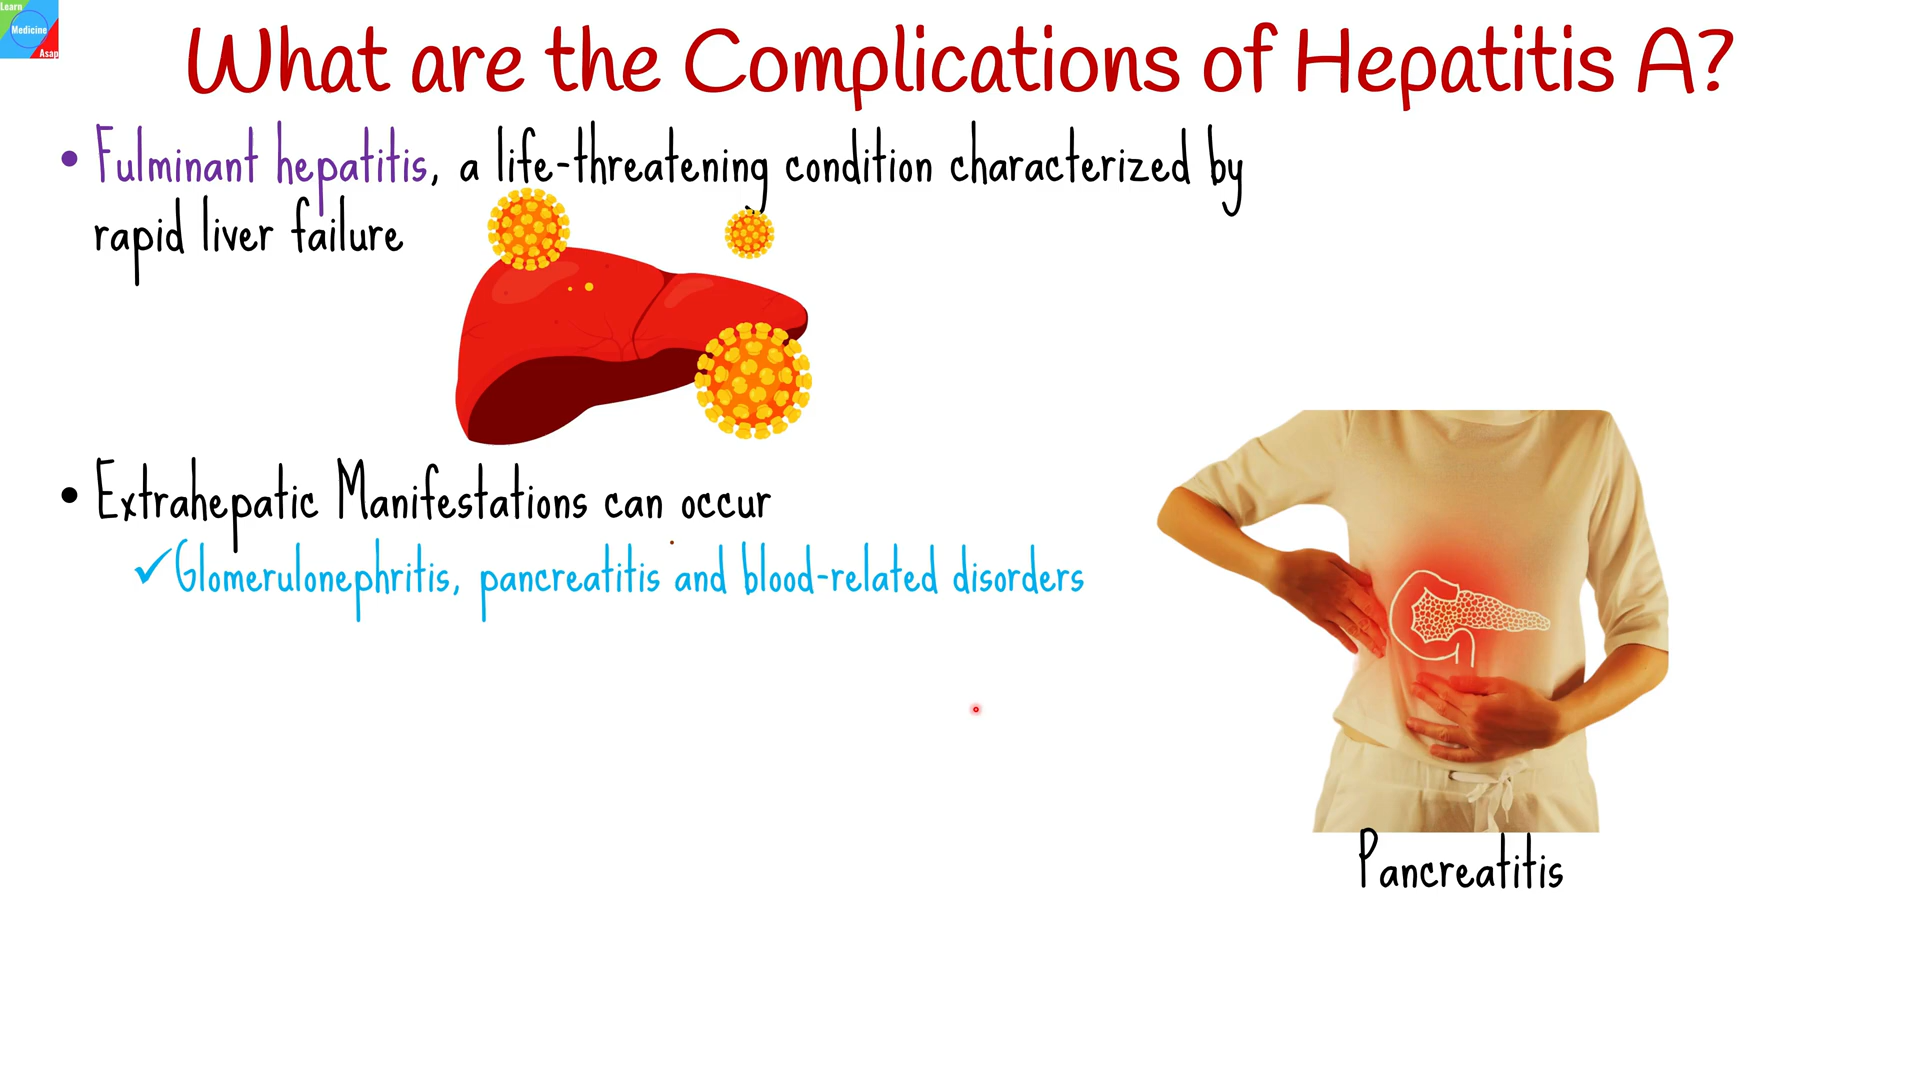 Learn
Medicine
Asap
What are the Complications of Hepatitis A?
• Fulminant hepatitis, a life-threatening condition characterized by
rapid liver failure
• Extrahepatic Manifestations can occur
✓Glomerulonephritis, pancreatitis and blood-related disorders
Pancreatitis